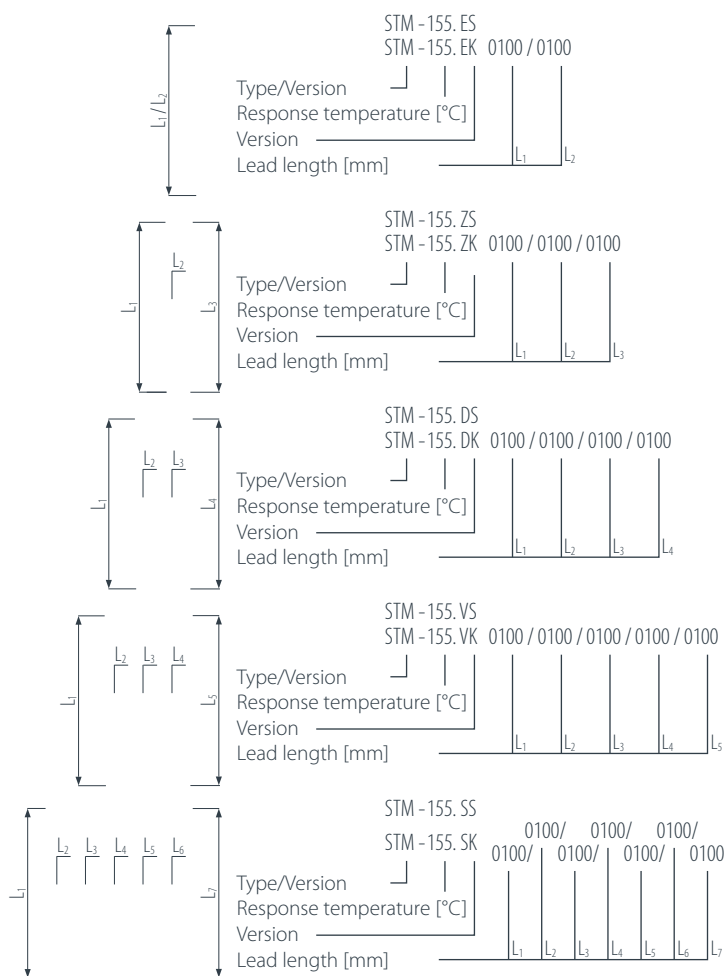 STM - 155. ES
STM - 155. EK 0100 / 0100
L1 / L2
Type/Version
Response temperature [°C]
Version
Lead length [mm]
L1 L2
STM - 155. ZS
STM - 155. ZK 0100 / 0100 / 0100
L1 L2 L3
Type/Version
Response temperature [°C]
Version
Lead length [mm]
L1 L2 L3
STM - 155. DS
STM - 155. DK 0100 / 0100 / 0100 / 0100
L1 L2 L3 L4
Type/Version
Response temperature [°C]
Version
Lead length [mm]
L1 L2 L3 L4
STM - 155. VS
STM - 155. VK 0100 / 0100 / 0100 / 0100 / 0100
L1 L2 L3 L4 L5
Type/Version
Response temperature [°C]
Version
Lead length [mm]
L1 L2 L3 L4 L5
STM - 155. SS
STM - 155. SK 0100/ 0100/ 0100/ 0100/ 0100/ 0100/ 0100
L1 L2 L3 L4 L5 L6 L7
Type/Version
Response temperature [°C]
Version
Lead length [mm]
L1 L2 L3 L4 L5 L6 L7